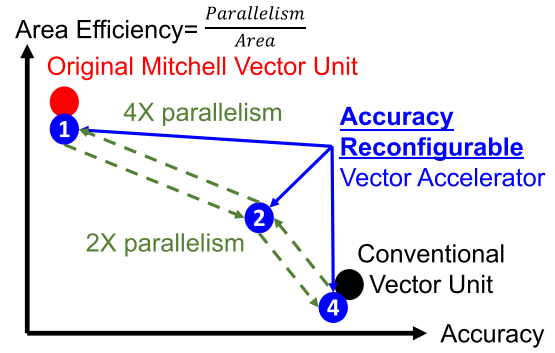 Area Efficiency= Parallelism / Area
Original Mitchell Vector Unit
4X parallelism
Accuracy
Reconfigurable
Vector Accelerator
1
2
2X parallelism
Conventional
Vector Unit
4
Accuracy